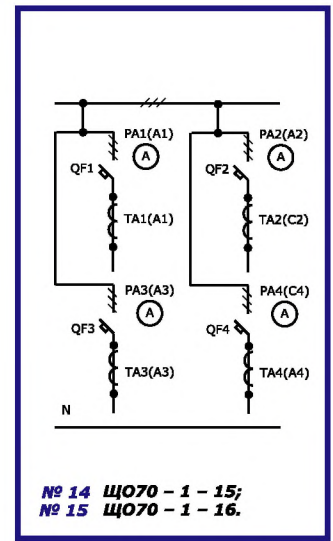 PA1(A1) PA2(A2)
A A
QF1 QF2
TA1(A1) TA2(C2)
PA3(A3) PA4(C4)
A A
QF3 QF4
TA3(A3) TA4(A4)
N
№ 14 ЩО70 – 1 – 15;
№ 15 ЩО70 – 1 – 16.